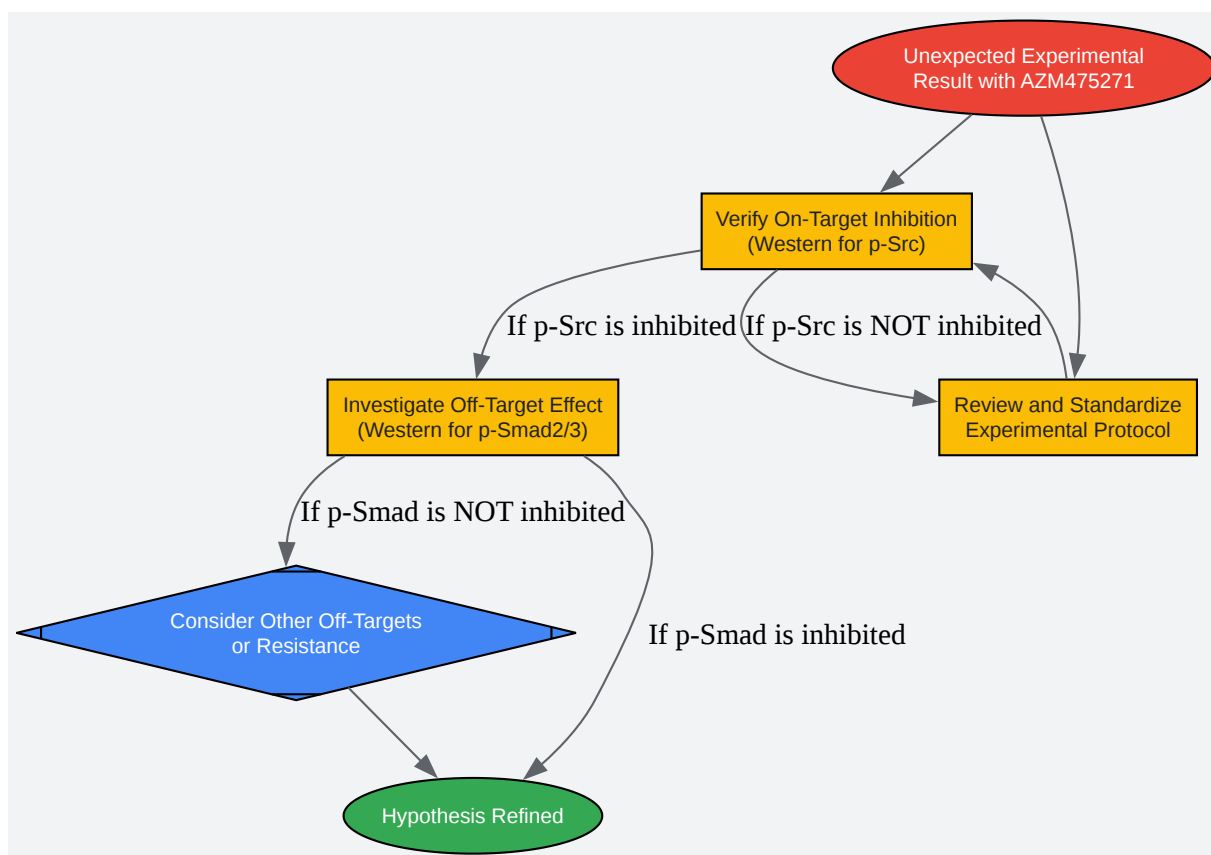 Unexpected Experimental
Result with AZM475271
Verify On-Target Inhibition
(Western for p-Src)
If p-Src is inhibited
If p-Src is NOT inhibited
Investigate Off-Target Effect
(Western for p-Smad2/3)
Review and Standardize
Experimental Protocol
If p-Smad is NOT inhibited
Consider Other Off-Targets
or Resistance
If p-Smad is inhibited
Hypothesis Refined